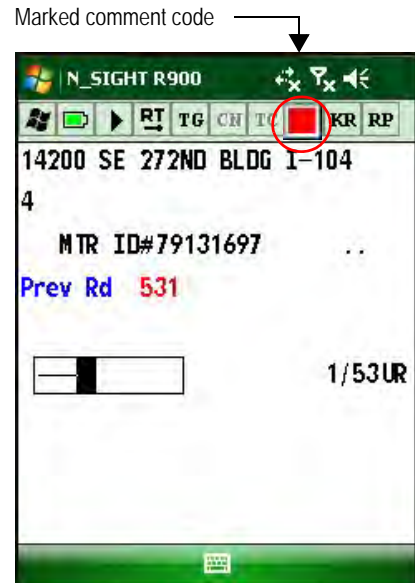 Marked comment code
N_SIGHT R900
RT TG CN TC KR RP
14200 SE 272ND BLDG I-104
4
MTR ID#79131697 ..
Prev Rd 531
1/53UR